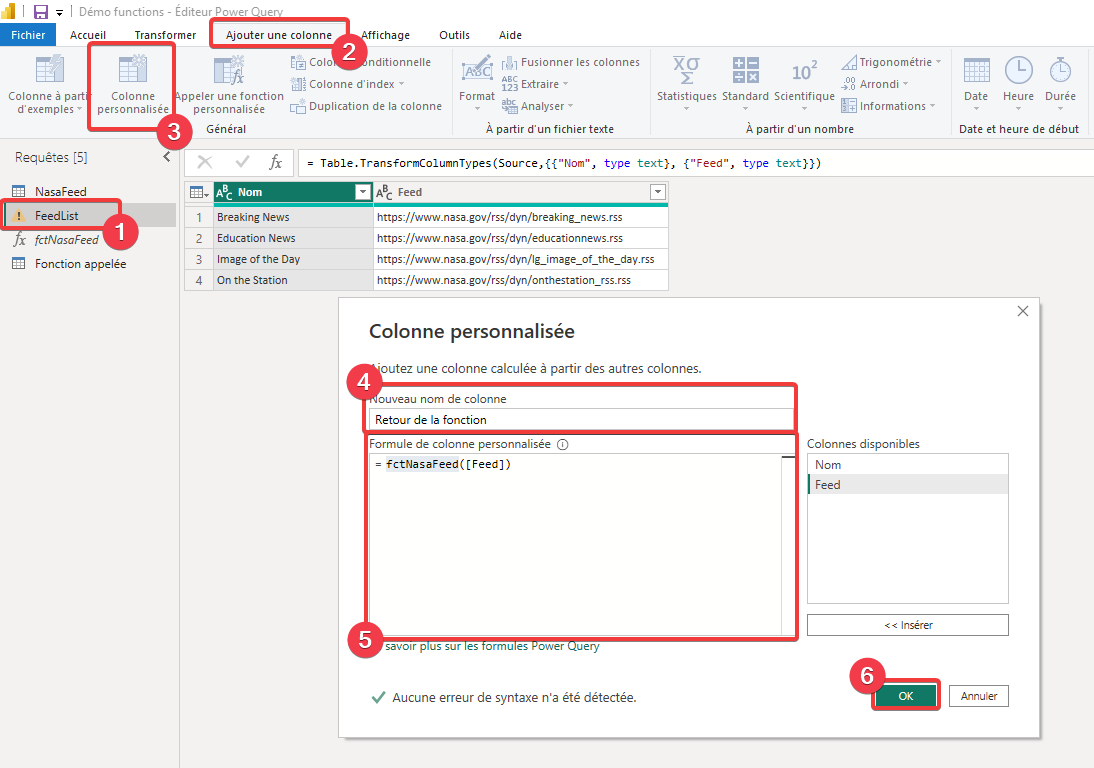 Démo functions - Éditeur Power Query
Fichier Accueil Transformer Ajouter une colonne Affichage Outils Aide
2
Colonne à partir d'exemples
Colonne personnalisée
3
Appeler une fonction personnalisée
Colonne conditionnelle
Colonne d'index
Duplication de la colonne
Général
Format
Fusionner les colonnes
Extraire
Analyser
À partir d'un fichier texte
Statistiques
Standard
Scientifique
Trigonométrie
Arrondi
Informations
À partir d'un nombre
Date
Heure
Durée
Date et heure de début
Requêtes [5]
NasaFeed
FeedList
1
fctNasaFeed
Fonction appelée
= Table.TransformColumnTypes(Source,{{"Nom", type text}, {"Feed", type text}})
Nom Feed
1 Breaking News https://www.nasa.gov/rss/dyn/breaking_news.rss
2 Education News https://www.nasa.gov/rss/dyn/educationnews.rss
3 Image of the Day https://www.nasa.gov/rss/dyn/lg_image_of_the_day.rss
4 On the Station https://www.nasa.gov/rss/dyn/onthestation_rss.rss
Colonne personnalisée
Ajoutez une colonne calculée à partir des autres colonnes.
4
Nouveau nom de colonne
Retour de la fonction
Formule de colonne personnalisée
= fctNasaFeed([Feed])
5
savoir plus sur les formules Power Query
Colonnes disponibles
Nom
Feed
<< Insérer
Aucune erreur de syntaxe n'a été détectée.
6
OK
Annuler